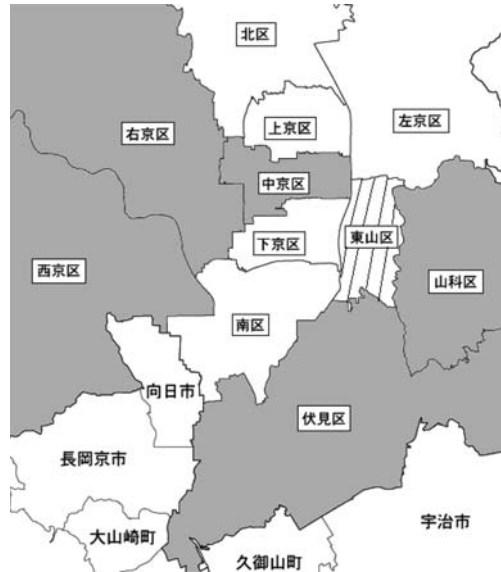 北区
上京区
左京区
右京区
中京区
下京区
東山区
西京区
山科区
南区
向日市
伏見区
長岡京市
大山崎町
宇治市
久御山町